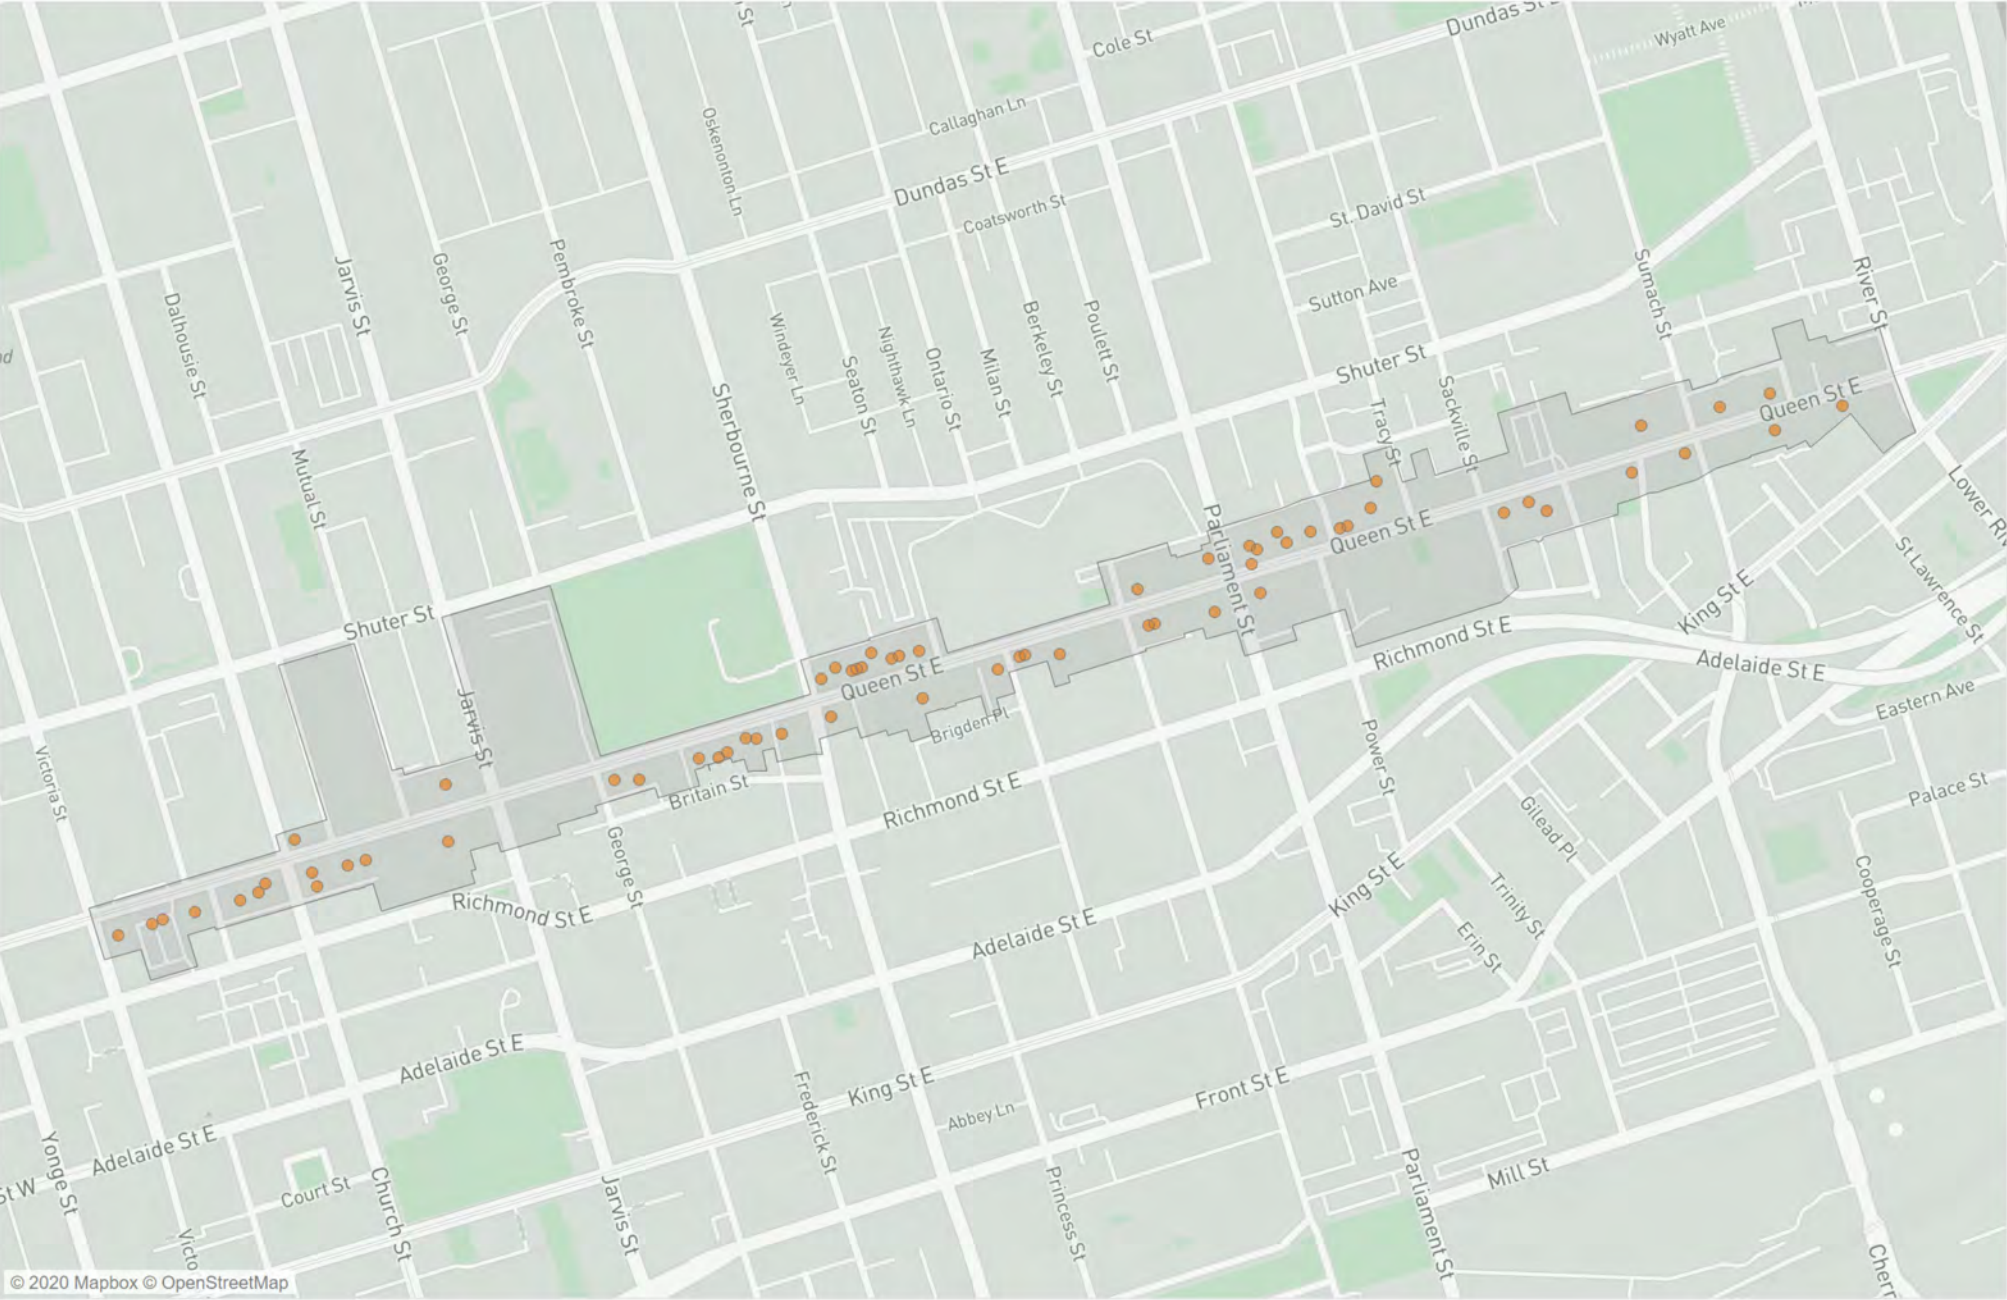 Dundas St E
Wyatt Ave
Cole St
Callaghan Ln
Oskenonton Ln
Dundas St E
Coatsworth St
St. David St
Jarvis St
George St
Pembroke St
Sutton Ave
Sumach St
River St
Dalhousie St
Windeyer Ln
Seaton St
Nighthawk Ln
Ontario St
Milan St
Berkeley St
Poulett St
Shuter St
Sherbourne St
Tracy St
Sackville St
Queen St E
Mutual St
Parliament St
Queen St E
St Lawrence St
King St E
Shuter St
Richmond St E
Adelaide St E
Eastern Ave
Queen St E
Jarvis St
Brigden Pl
Britain St
Victoria St
Richmond St E
Power St
Palace St
Gilead Pl
George St
King St E
Trinity St
Cooperage St
Richmond St E
Adelaide St E
Erin St
Adelaide St E
Frederick St
King St E
Front St E
Abbey Ln
Adelaide St E
Yonge St
St W
Court St
Church St
Jarvis St
Princess St
Parliament St
Mill St
Victo
Cherr
© 2020 Mapbox © OpenStreetMap